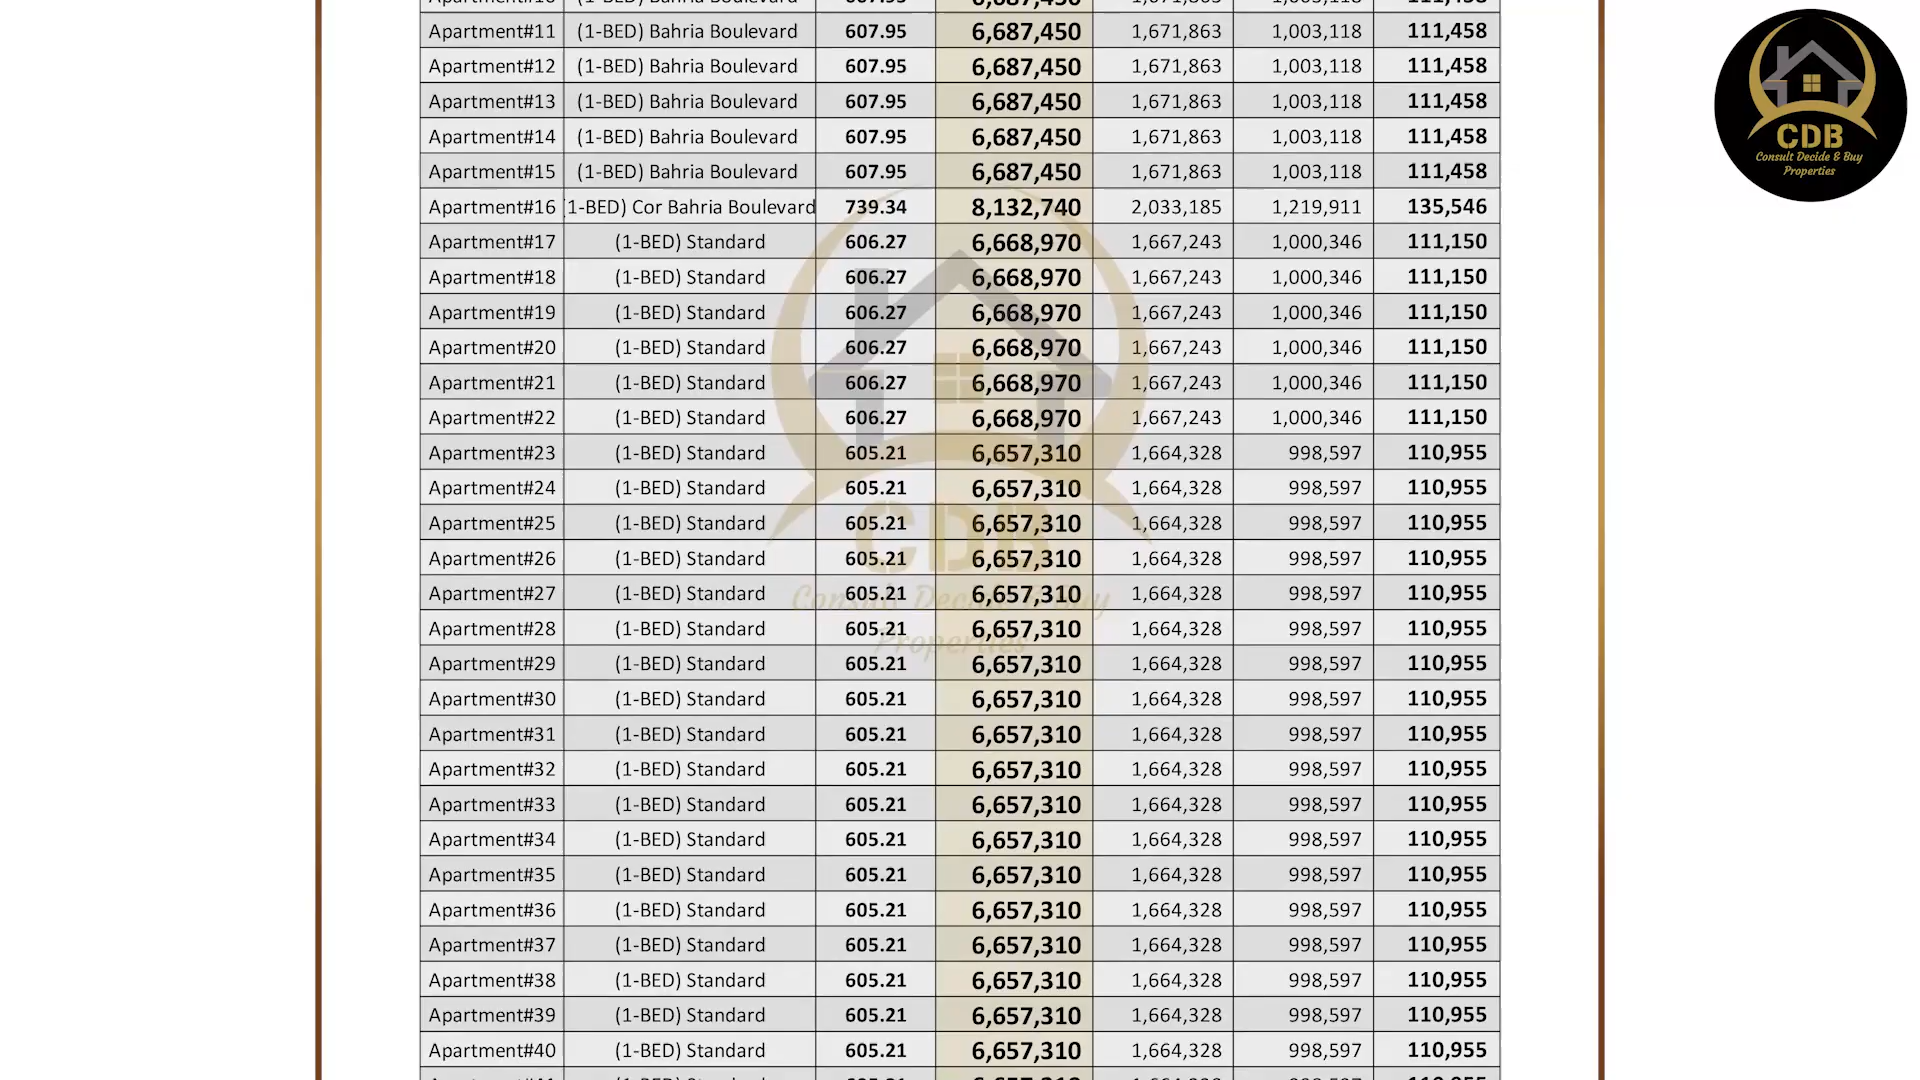 Apartment#11 (1-BED) Bahria Boulevard 607.95 6,687,450 1,671,863 1,003,118 111,458
Apartment#12 (1-BED) Bahria Boulevard 607.95 6,687,450 1,671,863 1,003,118 111,458
Apartment#13 (1-BED) Bahria Boulevard 607.95 6,687,450 1,671,863 1,003,118 111,458
Apartment#14 (1-BED) Bahria Boulevard 607.95 6,687,450 1,671,863 1,003,118 111,458
Apartment#15 (1-BED) Bahria Boulevard 607.95 6,687,450 1,671,863 1,003,118 111,458
Apartment#16 (1-BED) Cor Bahria Boulevard 739.34 8,132,740 2,033,185 1,219,911 135,546
Apartment#17 (1-BED) Standard 606.27 6,668,970 1,667,243 1,000,346 111,150
Apartment#18 (1-BED) Standard 606.27 6,668,970 1,667,243 1,000,346 111,150
Apartment#19 (1-BED) Standard 606.27 6,668,970 1,667,243 1,000,346 111,150
Apartment#20 (1-BED) Standard 606.27 6,668,970 1,667,243 1,000,346 111,150
Apartment#21 (1-BED) Standard 606.27 6,668,970 1,667,243 1,000,346 111,150
Apartment#22 (1-BED) Standard 606.27 6,668,970 1,667,243 1,000,346 111,150
Apartment#23 (1-BED) Standard 605.21 6,657,310 1,664,328 998,597 110,955
Apartment#24 (1-BED) Standard 605.21 6,657,310 1,664,328 998,597 110,955
Apartment#25 (1-BED) Standard 605.21 6,657,310 1,664,328 998,597 110,955
Apartment#26 (1-BED) Standard 605.21 6,657,310 1,664,328 998,597 110,955
Apartment#27 (1-BED) Standard 605.21 6,657,310 1,664,328 998,597 110,955
Apartment#28 (1-BED) Standard 605.21 6,657,310 1,664,328 998,597 110,955
Apartment#29 (1-BED) Standard 605.21 6,657,310 1,664,328 998,597 110,955
Apartment#30 (1-BED) Standard 605.21 6,657,310 1,664,328 998,597 110,955
Apartment#31 (1-BED) Standard 605.21 6,657,310 1,664,328 998,597 110,955
Apartment#32 (1-BED) Standard 605.21 6,657,310 1,664,328 998,597 110,955
Apartment#33 (1-BED) Standard 605.21 6,657,310 1,664,328 998,597 110,955
Apartment#34 (1-BED) Standard 605.21 6,657,310 1,664,328 998,597 110,955
Apartment#35 (1-BED) Standard 605.21 6,657,310 1,664,328 998,597 110,955
Apartment#36 (1-BED) Standard 605.21 6,657,310 1,664,328 998,597 110,955
Apartment#37 (1-BED) Standard 605.21 6,657,310 1,664,328 998,597 110,955
Apartment#38 (1-BED) Standard 605.21 6,657,310 1,664,328 998,597 110,955
Apartment#39 (1-BED) Standard 605.21 6,657,310 1,664,328 998,597 110,955
Apartment#40 (1-BED) Standard 605.21 6,657,310 1,664,328 998,597 110,955
CDB
Consult Decide & Buy
Properties
CDB
Consult Decide & Buy
Properties